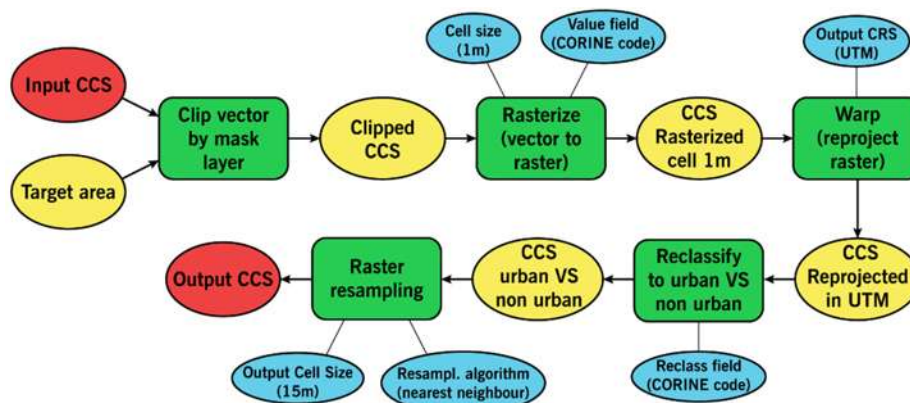 Cell size
(1m)
Value field
(CORINE code)
Output CRS
(UTM)
Input CCS
Clip vector
by mask
layer
Clipped
CCS
Rasterize
(vector to
raster)
CCS
Rasterized
cell 1m
Warp
(reproject
raster)
Target area
Output CCS
Raster
resampling
CCS
urban VS
non urban
Reclassify
to urban VS
non urban
CCS
Reprojected
in UTM
Output Cell Size
(15m)
Resampl. algorithm
(nearest neighbour)
Reclass field
(CORINE code)